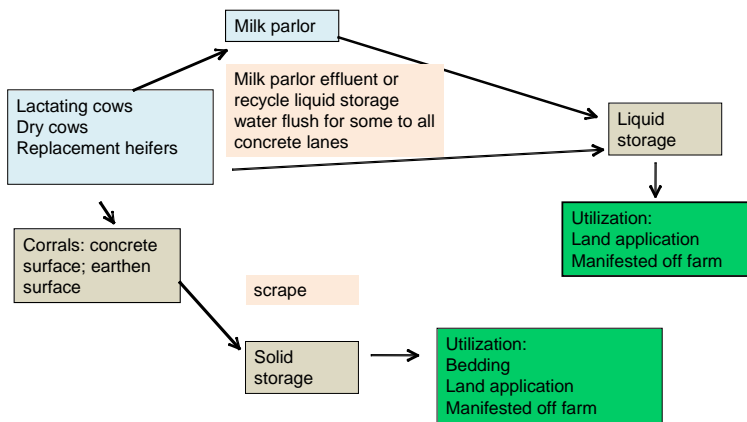 Milk parlor
Milk parlor effluent or
recycle liquid storage
water flush for some to all
concrete lanes
Lactating cows
Dry cows
Replacement heifers
Liquid
storage
Utilization:
Land application
Manifested off farm
Corrals: concrete
surface; earthen
surface
scrape
Solid
storage
Utilization:
Bedding
Land application
Manifested off farm